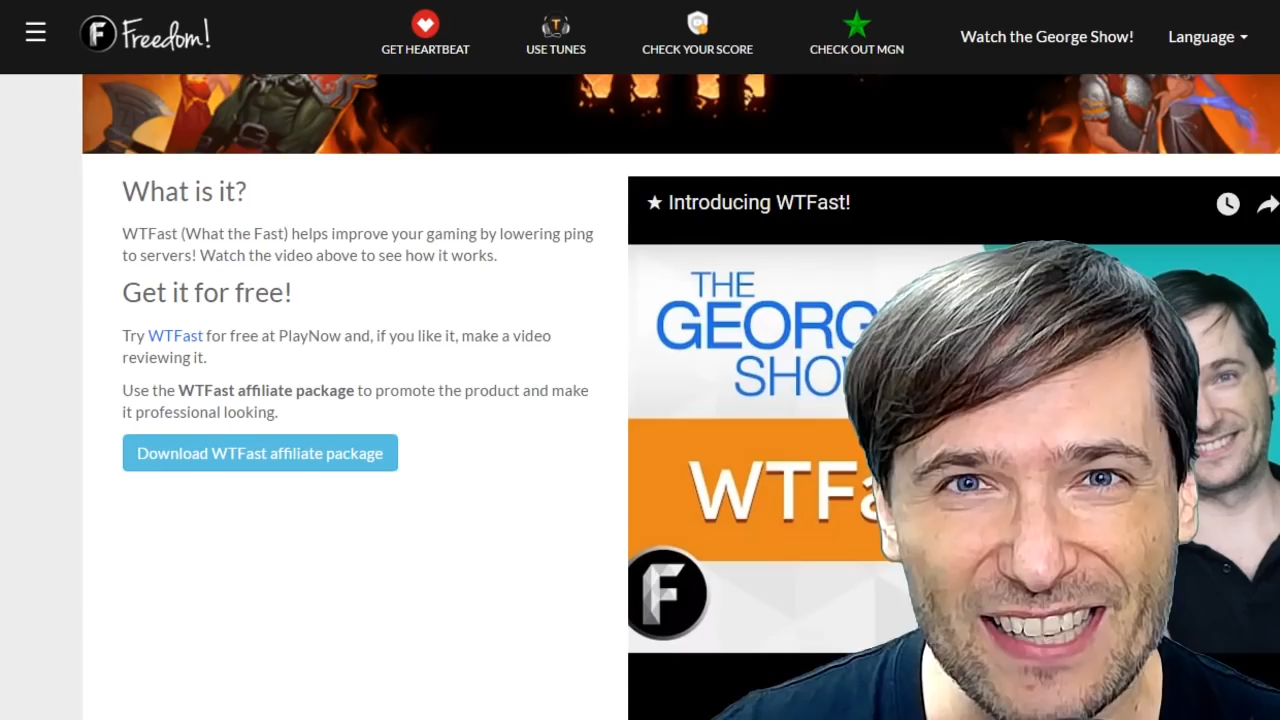 Freedom!
GET HEARTBEAT
USE TUNES
CHECK YOUR SCORE
CHECK OUT MGN
Watch the George Show!
Language
What is it?
WTFast (What the Fast) helps improve your gaming by lowering ping
to servers! Watch the video above to see how it works.
Get it for free!
Try WTFast for free at PlayNow and, if you like it, make a video
reviewing it.
Use the WTFast affiliate package to promote the product and make
it professional looking.
Download WTFast affiliate package
★ Introducing WTFast!
THE
GEORG
SHO
WTFa
F